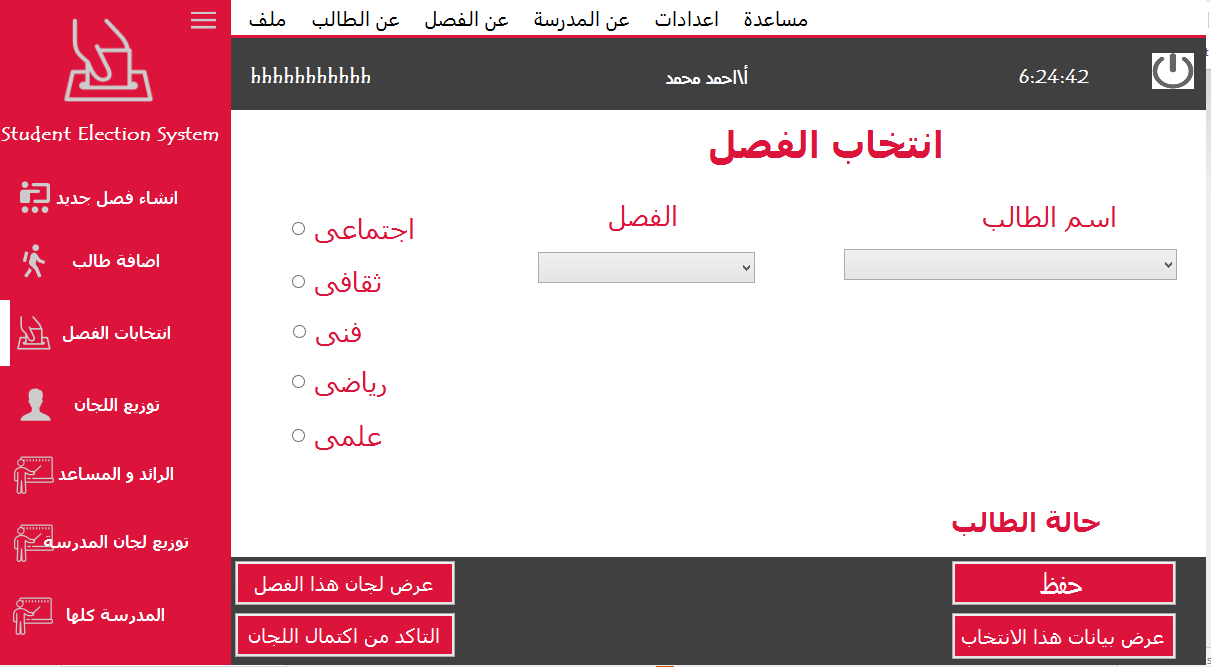 مساعدة
اعدادات
عن المدرسة
عن الفصل
عن الطالب
ملف
6:24:42
أ\احمد محمد
hhhhhhhhhhh
Student Election System
انشاء فصل جديد
اضافة طالب
انتخابات الفصل
توزيع اللجان
الرائد و المساعد
توزيع لجان المدرسة
المدرسة كلها
انتخاب الفصل
اسم الطالب
الفصل
اجتماعى
ثقافى
فنى
رياضى
علمى
حالة الطالب
حفظ
عرض بيانات هذا الانتخاب
عرض لجان هذا الفصل
التاكد من اكتمال اللجان